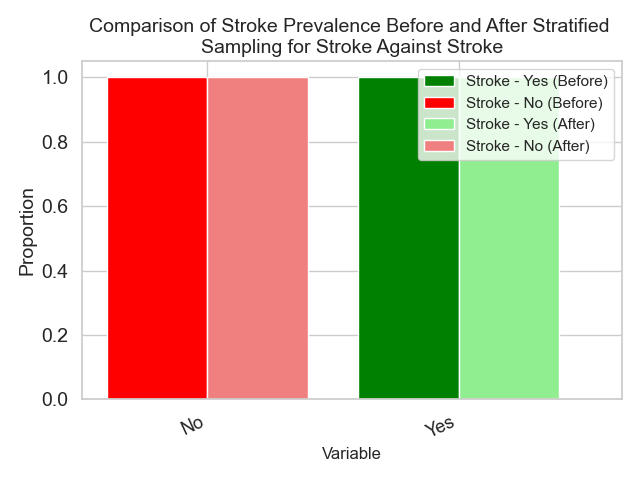 Comparison of Stroke Prevalence Before and After Stratified
Sampling for Stroke Against Stroke
Stroke - Yes (Before)
Stroke - No (Before)
Stroke - Yes (After)
Stroke - No (After)
Proportion
1.0
0.8
0.6
0.4
0.2
0.0
No
Yes
Variable